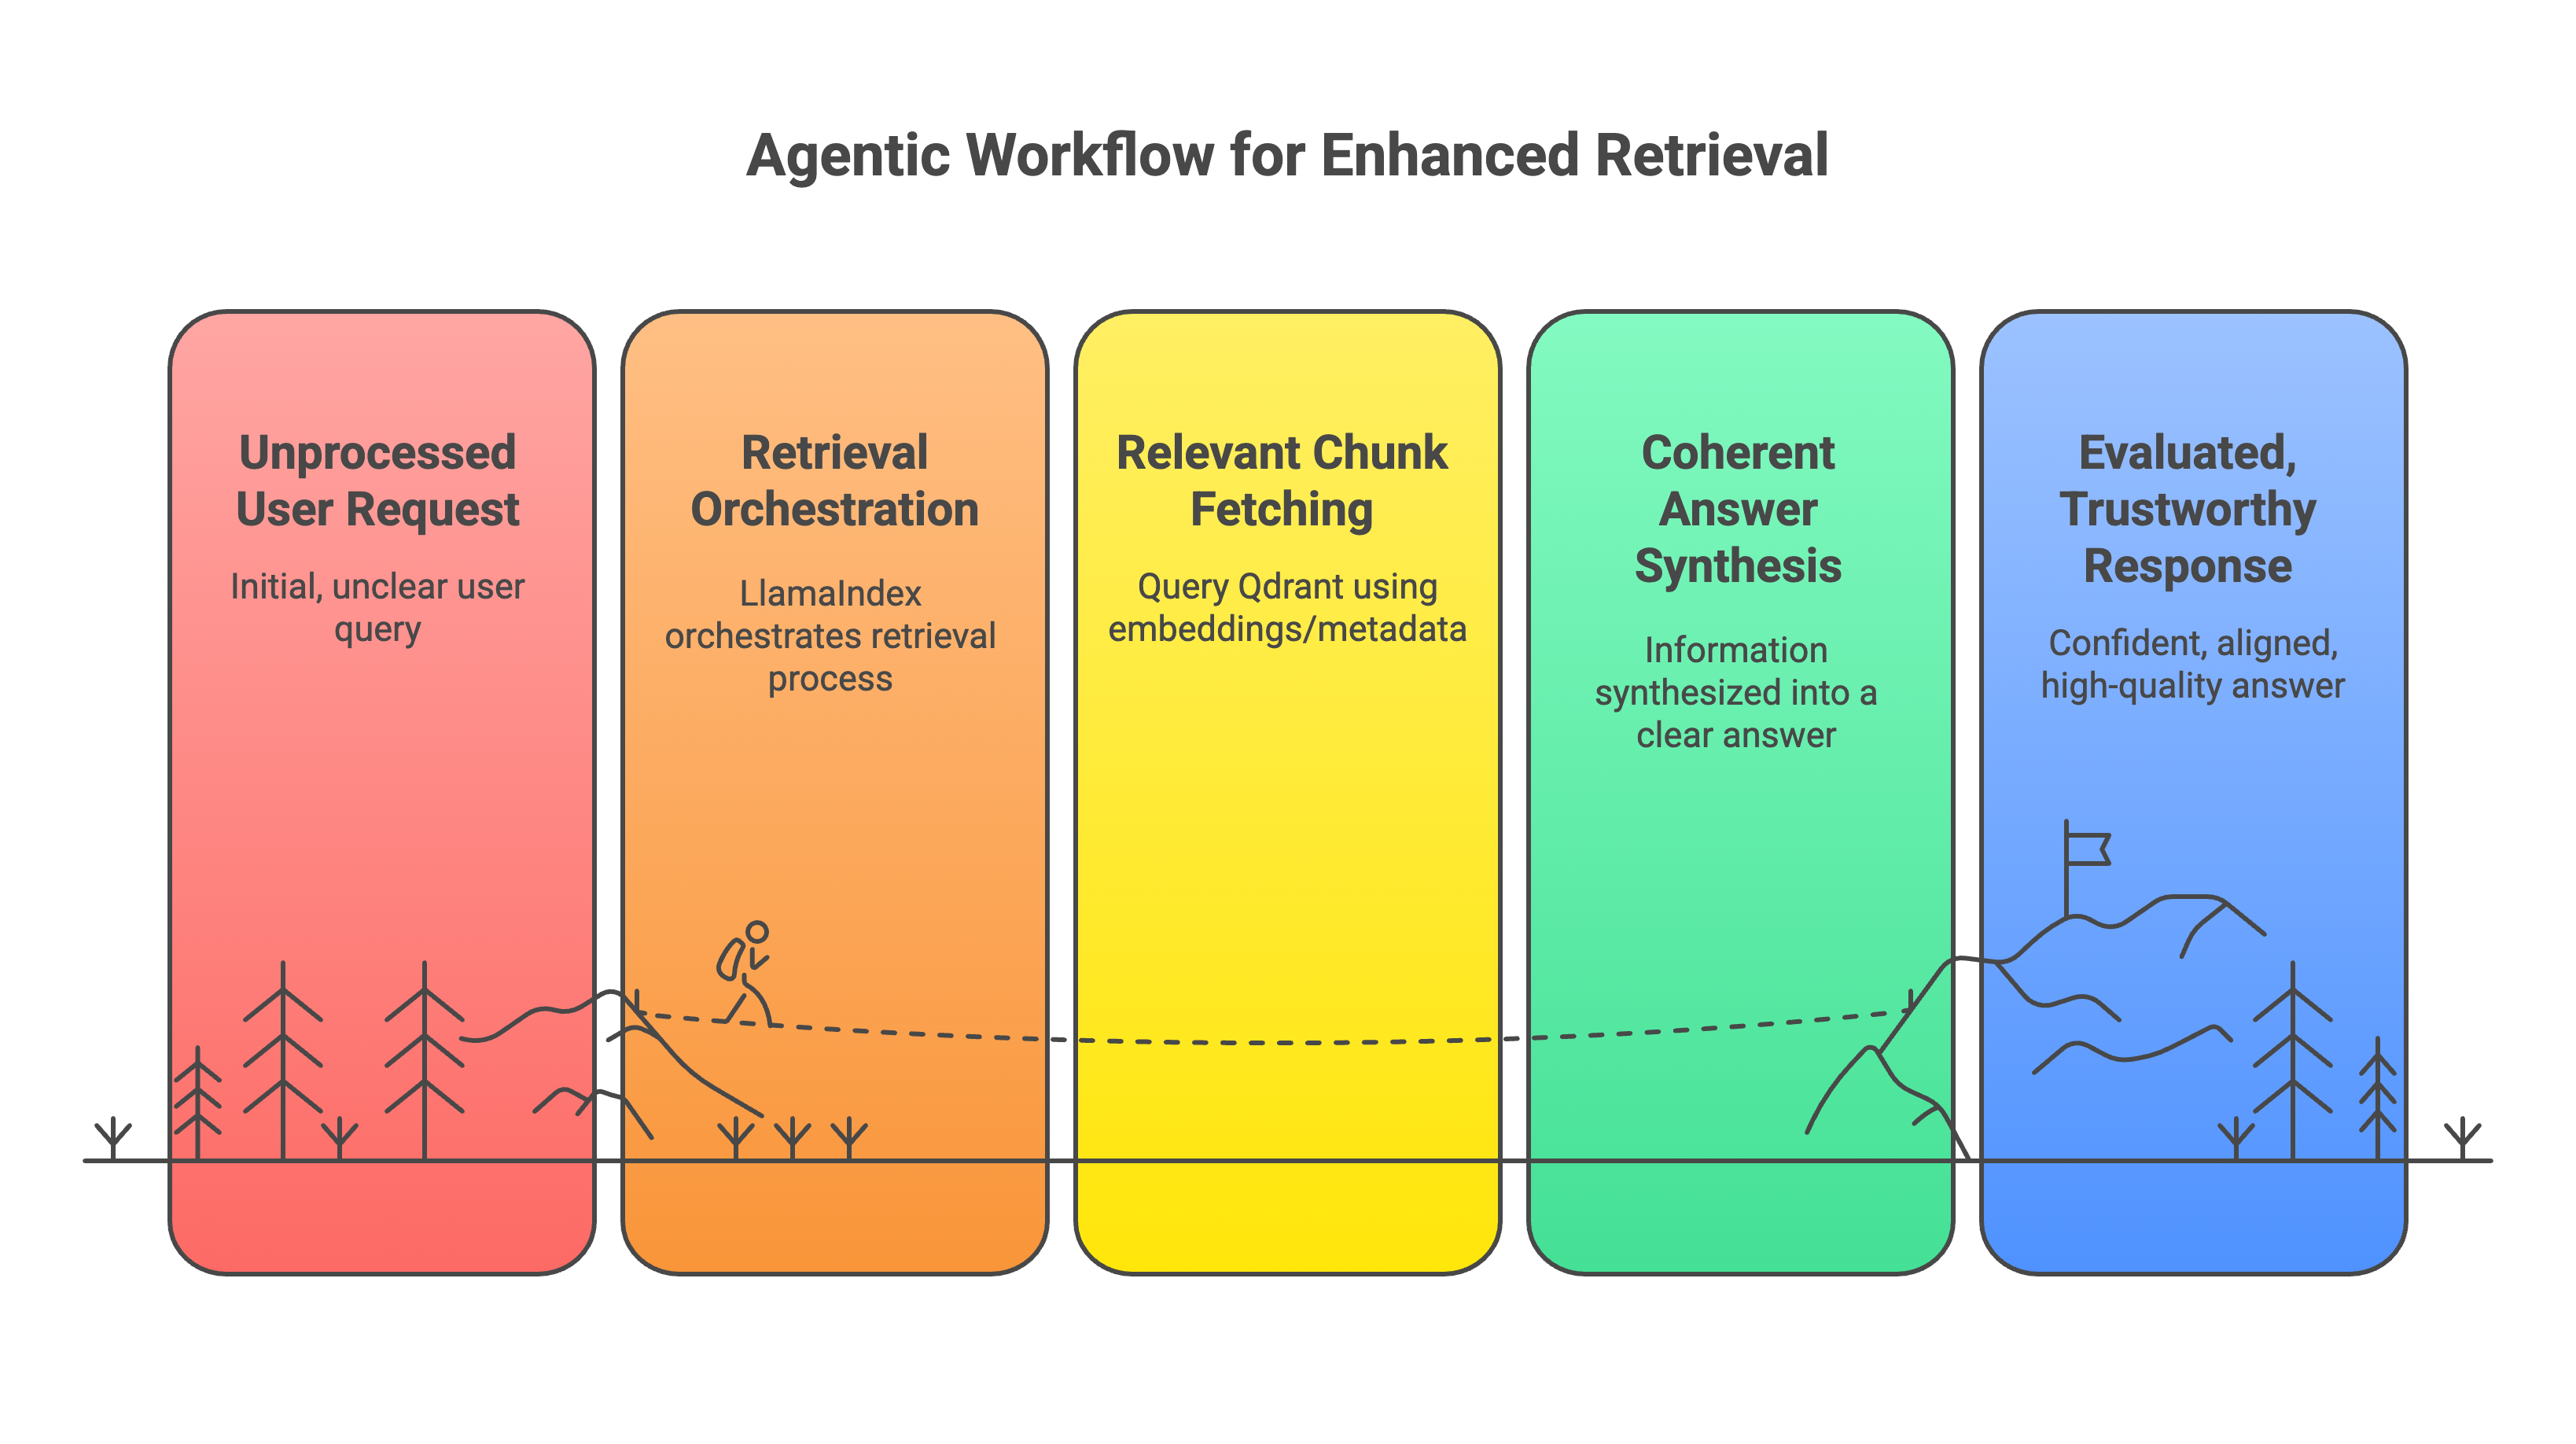 Agentic Workflow for Enhanced Retrieval
Unprocessed
User Request
Initial, unclear user
query
Retrieval
Orchestration
LlamaIndex
orchestrates retrieval
process
Relevant Chunk
Fetching
Query Qdrant using
embeddings/metadata
Coherent
Answer
Synthesis
Information
synthesized into a
clear answer
Evaluated,
Trustworthy
Response
Confident, aligned,
high-quality answer